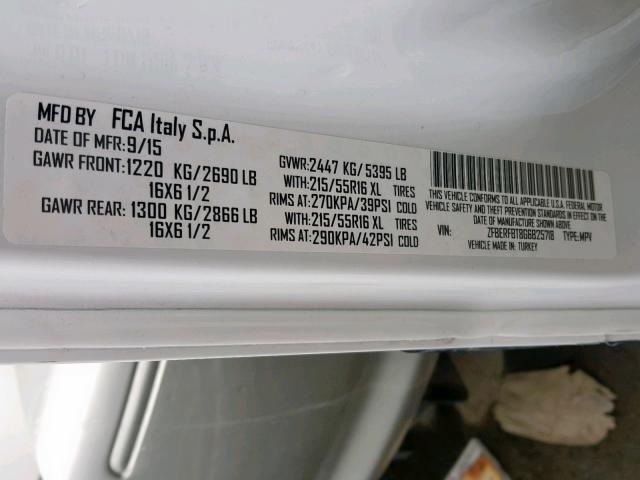 MFD BY FCA Italy S.p.A.
DATE OF MFR:9/15
GAWR FRONT:1220 KG/2690 LB
16X6 1/2
GAWR REAR: 1300 KG/2866 LB
16X6 1/2
GVWR:2447 KG/5395 LB
WITH:215/55R16 XL TIRES
RIMS AT:270KPA/39PSI COLD
WITH:215/55R16 XL TIRES
RIMS AT:290KPA/42PSI COLD
THIS VEHICLE CONFORMS TO ALL APPLICABLE U.S.A. FEDERAL MOTOR
VEHICLE SAFETY AND THEFT PREVENTION STANDARDS IN EFFECT ON THE
DATE OF MANUFACTURE SHOWN ABOVE.
VIN: ZFBERFBT8G6B25718 TYPE:MPV
VEHICLE MADE IN: TURKEY